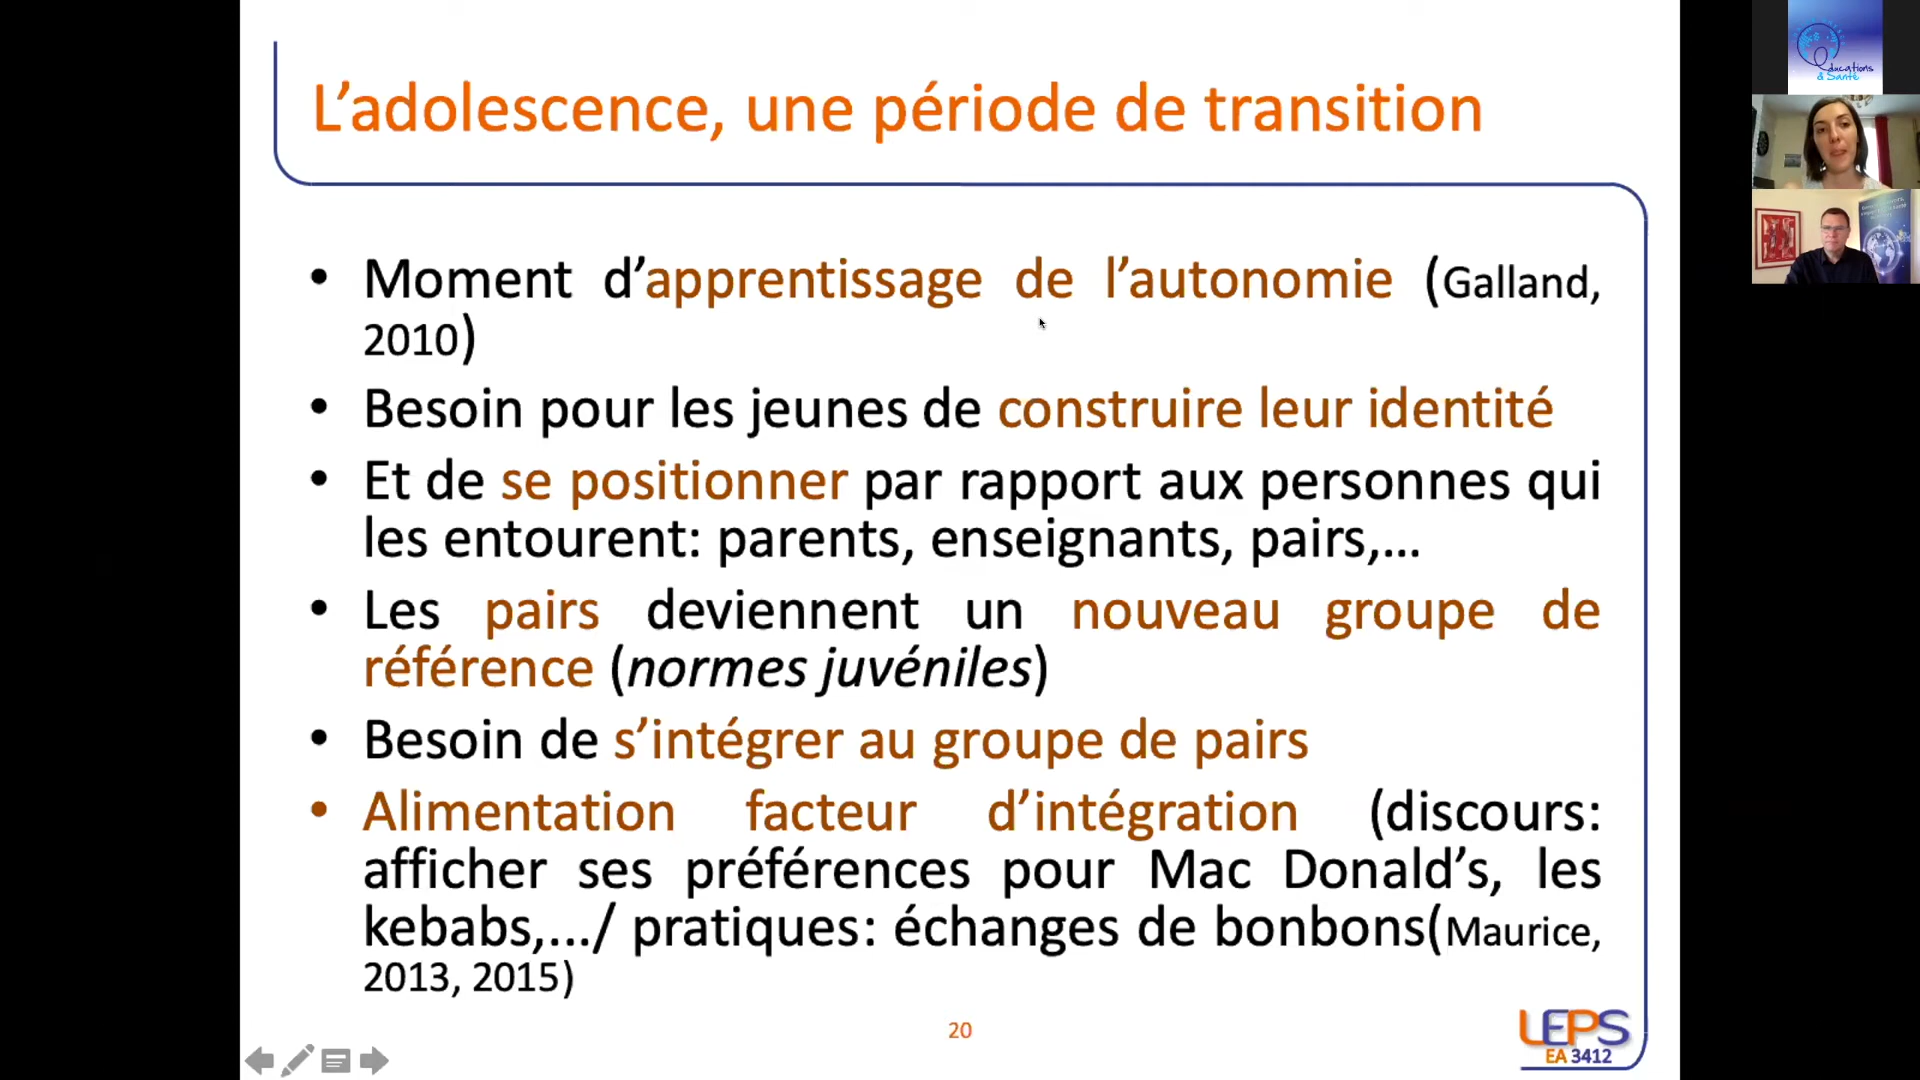 L’adolescence, une période de transition
• Moment d’apprentissage de l’autonomie (Galland,
2010)
• Besoin pour les jeunes de construire leur identité
• Et de se positionner par rapport aux personnes qui
les entourent: parents, enseignants, pairs,...
• Les pairs deviennent un nouveau groupe de
référence (normes juvéniles)
• Besoin de s’intégrer au groupe de pairs
• Alimentation facteur d’intégration (discours:
afficher ses préférences pour Mac Donald’s, les
kebabs,.../ pratiques: échanges de bonbons(Maurice,
2013, 2015)
20
LEPS
EA 3412
Educations
& Santé